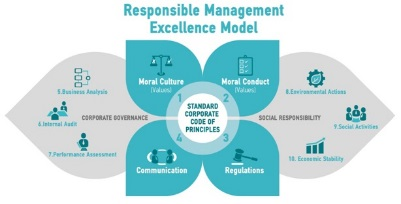 Responsible Management
Excellence Model
Moral Culture
(Values)
Moral Conduct
(Values)
1
2
STANDARD
CORPORATE
CODE OF
PRINCIPLES
4
3
Communication
Regulations
CORPORATE GOVERNANCE
5.Business Analysis
6.Internal Audit
7.Performance Assessment
SOCIAL RESPONSIBILITY
8.Environmental Actions
9.Social Activities
10. Economic Stability